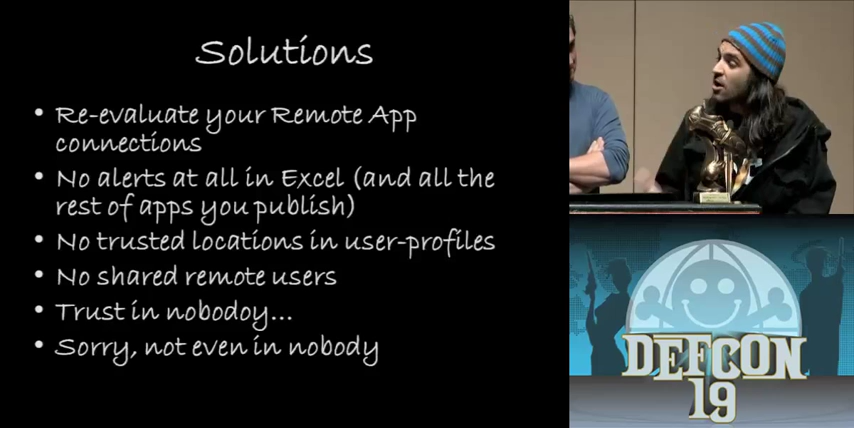 Solutions
• Re-evaluate your Remote App
connections
• No alerts at all in Excel (and all the
rest of apps you publish)
• No trusted locations in user-profiles
• No shared remote users
• Trust in nobodoy...
• Sorry, not even in nobody
DEFCON
19